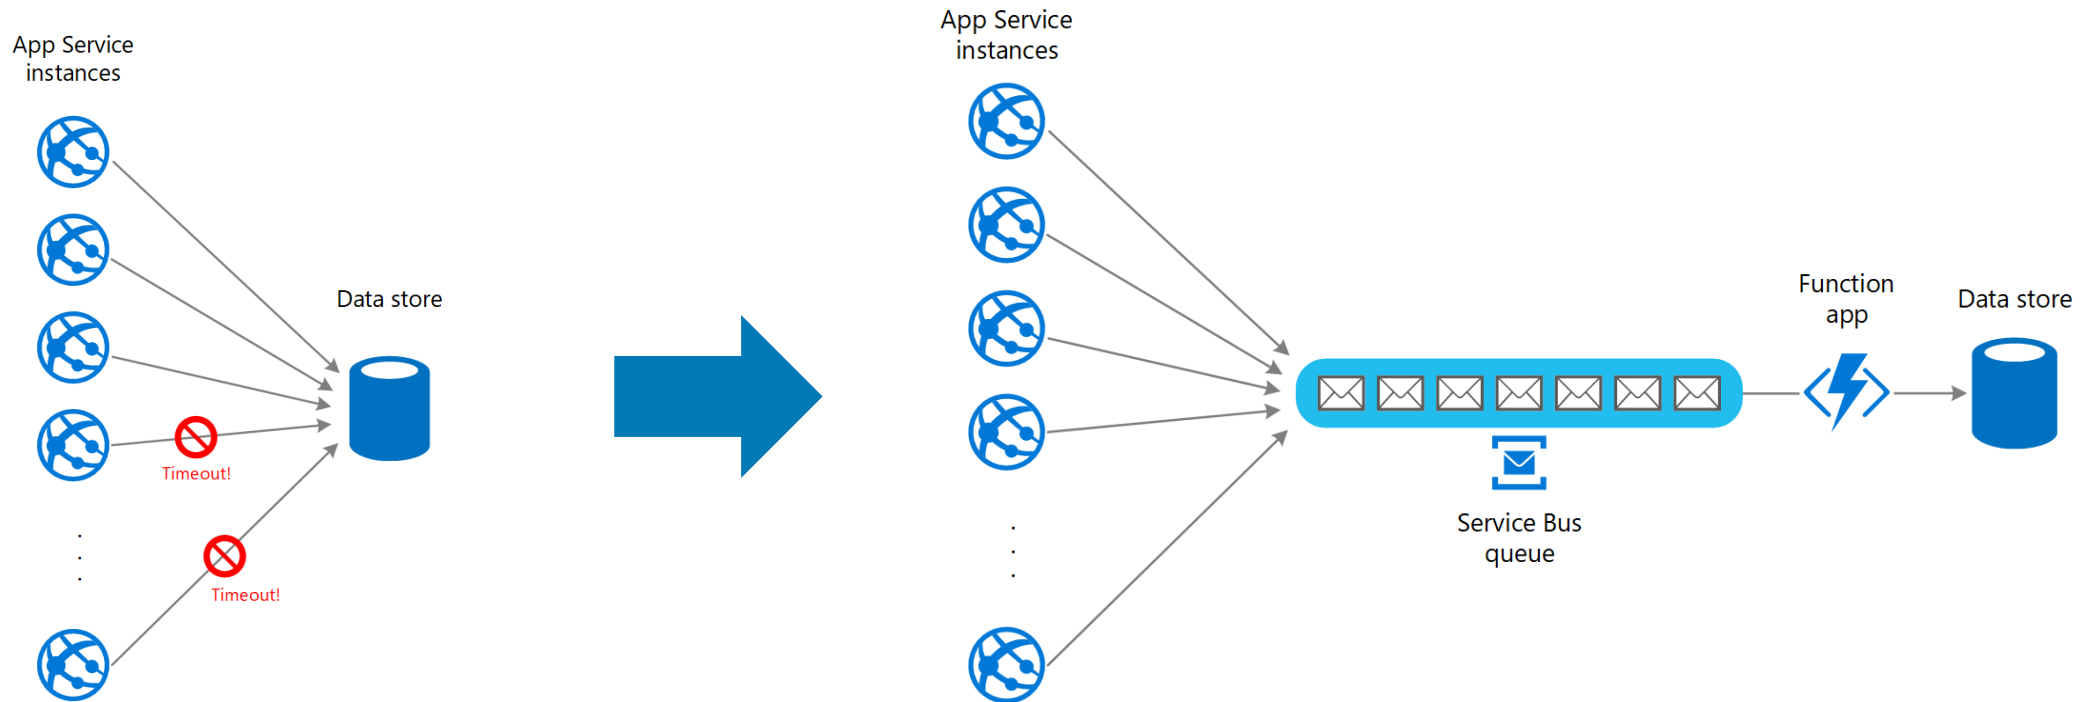 App Service
instances
Data store
Timeout!
Timeout!
App Service
instances
Service Bus
queue
Function
app
Data store